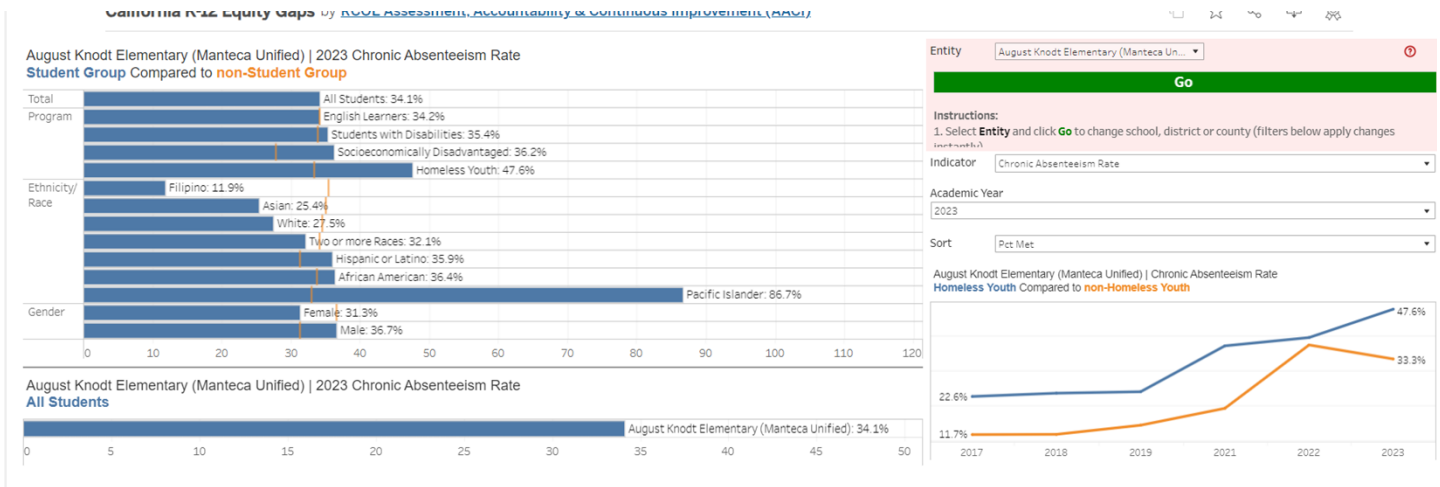 California K-12 Equity Gaps by RCOE Assessment, Accountability & Continuous Improvement (AACI)
August Knodt Elementary (Manteca Unified) | 2023 Chronic Absenteeism Rate
Student Group Compared to non-Student Group
Total
All Students: 34.1%
Program
English Learners: 34.2%
Students with Disabilities: 35.4%
Socioeconomically Disadvantaged: 36.2%
Homeless Youth: 47.6%
Ethnicity/
Race
Filipino: 11.9%
Asian: 25.4%
White: 27.5%
Two or more Races: 32.1%
Hispanic or Latino: 35.9%
African American: 36.4%
Pacific Islander: 86.7%
Gender
Female: 31.3%
Male: 36.7%
0 10 20 30 40 50 60 70 80 90 100 110 120
August Knodt Elementary (Manteca Unified) | 2023 Chronic Absenteeism Rate
All Students
August Knodt Elementary (Manteca Unified): 34.1%
0 5 10 15 20 25 30 35 40 45 50
Entity
August Knodt Elementary (Manteca Un...
Go
Instructions:
1. Select Entity and click Go to change school, district or county (filters below apply changes
instantly)
Indicator
Chronic Absenteeism Rate
Academic Year
2023
Sort
Pct Met
August Knodt Elementary (Manteca Unified) | Chronic Absenteeism Rate
Homeless Youth Compared to non-Homeless Youth
47.6%
33.3%
22.6%
11.7%
2017 2018 2019 2021 2022 2023